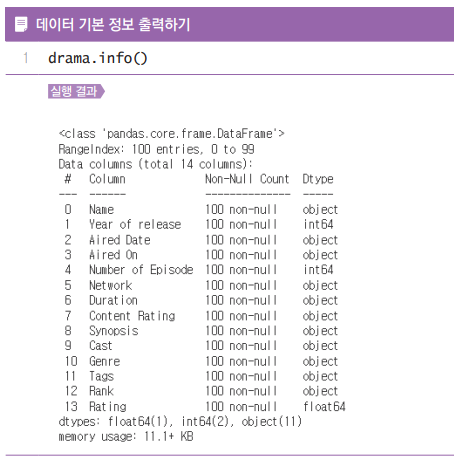 데이터 기본 정보 출력하기
1 drama.info()
실행 결과
<class 'pandas.core.frame.DataFrame'>
RangeIndex: 100 entries, 0 to 99
Data columns (total 14 columns):
 #   Column             Non-Null Count  Dtype
---  ------             --------------  -----
 0   Name               100 non-null    object
 1   Year of release    100 non-null    int64
 2   Aired Date         100 non-null    object
 3   Aired On           100 non-null    object
 4   Number of Episode  100 non-null    int64
 5   Network            100 non-null    object
 6   Duration           100 non-null    object
 7   Content Rating     100 non-null    object
 8   Synopsis           100 non-null    object
 9   Cast               100 non-null    object
 10  Genre              100 non-null    object
 11  Tags               100 non-null    object
 12  Rank               100 non-null    object
 13  Rating             100 non-null    float64
dtypes: float64(1), int64(2), object(11)
memory usage: 11.1+ KB